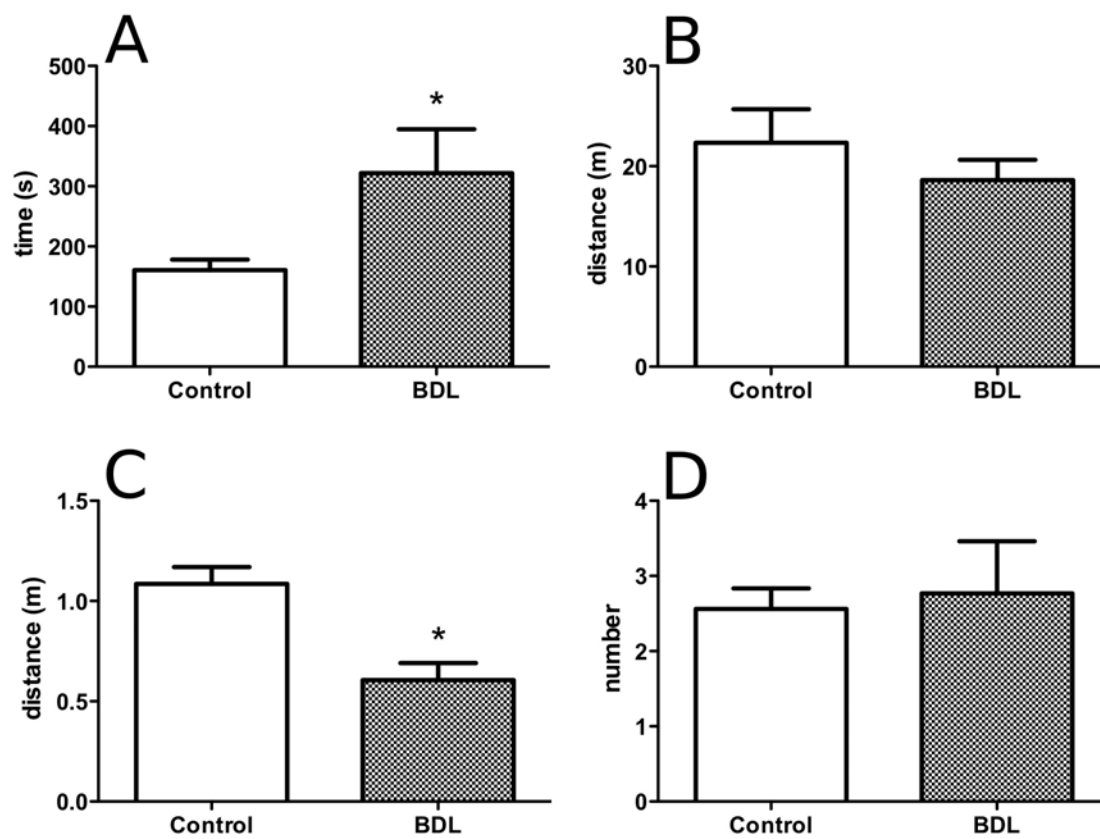 A
500
400
300
200
100
0
time (s)
*
Control
BDL
B
30
20
10
0
distance (m)
Control
BDL
C
1.5
1.0
0.5
0.0
distance (m)
*
Control
BDL
D
4
3
2
1
0
number
Control
BDL